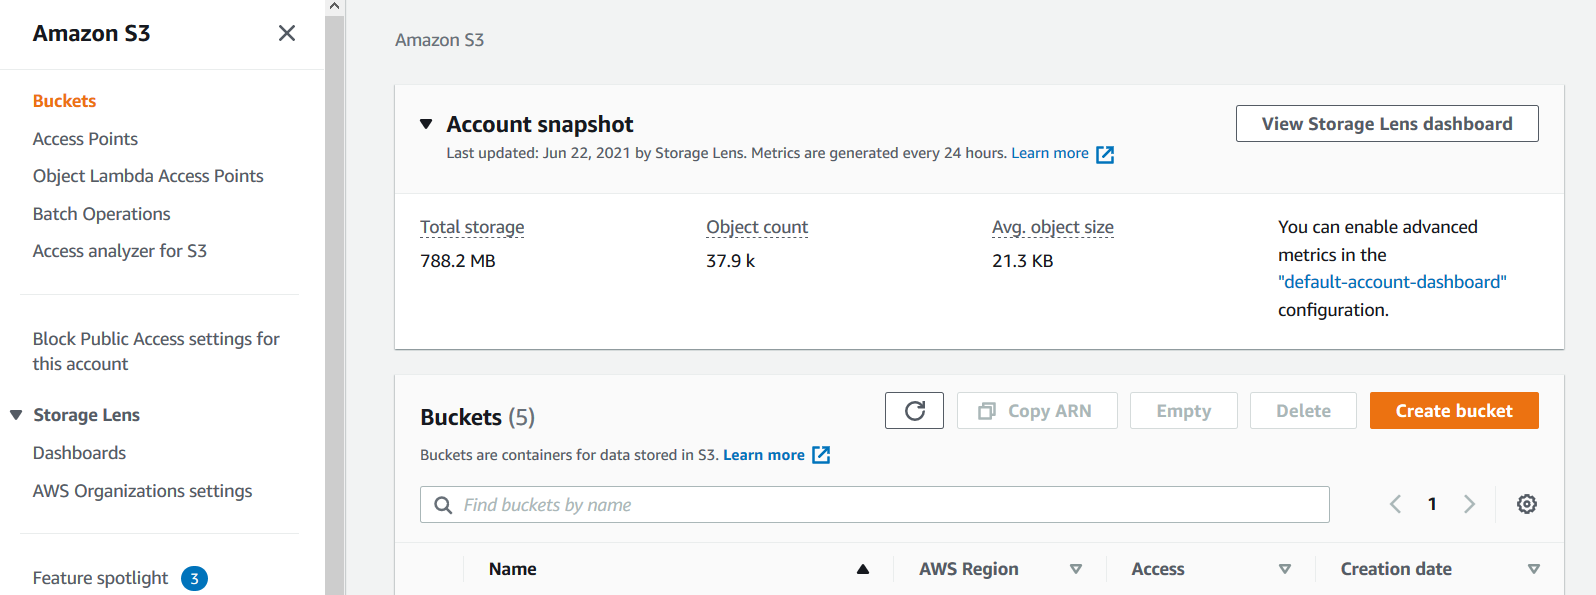 Amazon S3
Buckets
Access Points
Object Lambda Access Points
Batch Operations
Access analyzer for S3
Block Public Access settings for
this account
Storage Lens
Dashboards
AWS Organizations settings
Feature spotlight 3
Amazon S3
Account snapshot
View Storage Lens dashboard
Last updated: Jun 22, 2021 by Storage Lens. Metrics are generated every 24 hours. Learn more
Total storage
788.2 MB
Object count
37.9 k
Avg. object size
21.3 KB
You can enable advanced
metrics in the
"default-account-dashboard"
configuration.
Buckets (5)
Copy ARN
Empty
Delete
Create bucket
Buckets are containers for data stored in S3. Learn more
Find buckets by name
1
Name
AWS Region
Access
Creation date